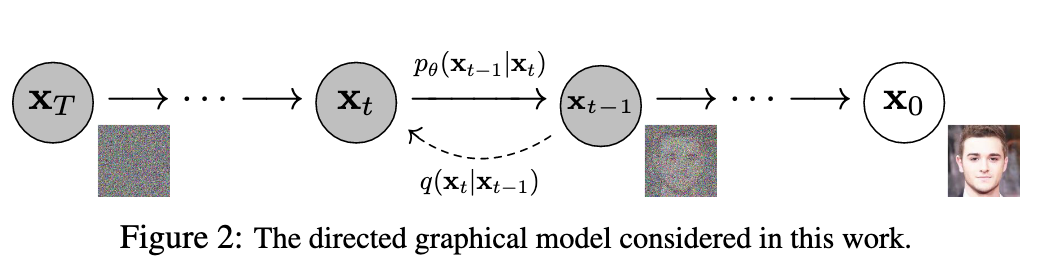 p_θ(x_{t−1}|x_t)
x_T ⟶ ··· ⟶ x_t ⟶ x_{t−1} ⟶ ··· ⟶ x_0
q(x_t|x_{t−1})
Figure 2: The directed graphical model considered in this work.